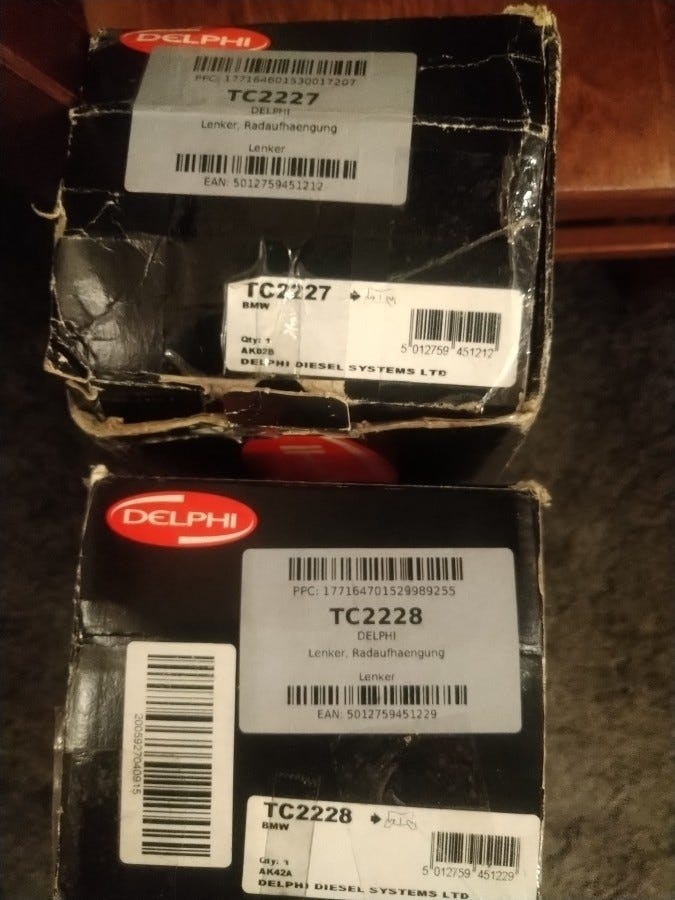 DELPHI
PPC: 177164601530017207
TC2227
DELPHI
Lenker, Radaufhaengung
Lenker
EAN: 5012759451212
TC2227
BMW
Qty: 1
AK02B
DELPHI DIESEL SYSTEMS LTD
5 012759 451212
DELPHI
PPC: 177164701529989255
TC2228
DELPHI
Lenker, Radaufhaengung
Lenker
EAN: 5012759451229
2005927040915
TC2228
BMW
Qty: 1
AK42A
DELPHI DIESEL SYSTEMS LTD
5 012759 451229